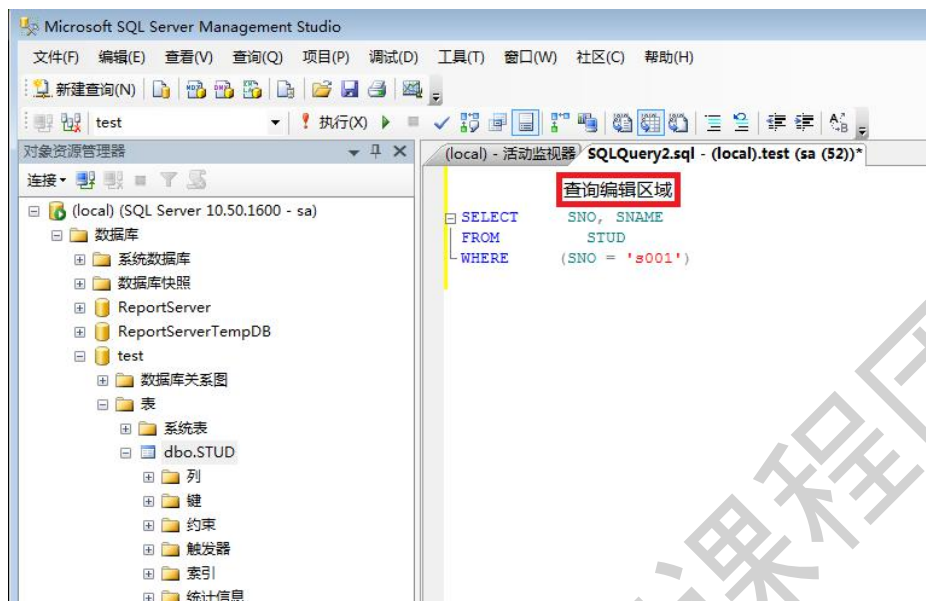 Microsoft SQL Server Management Studio
文件(F) 编辑(E) 查看(V) 查询(Q) 项目(P) 调试(D) 工具(T) 窗口(W) 社区(C) 帮助(H)
新建查询(N)
test 执行(X)
对象资源管理器
(local) - 活动监视器 SQLQuery2.sql - (local).test (sa (52))*
连接
查询编辑区域
(local) (SQL Server 10.50.1600 - sa)
SELECT SNO, SNAME
数据库
FROM STUD
系统数据库
WHERE (SNO = 's001')
数据库快照
ReportServer
ReportServerTempDB
test
数据库关系图
表
系统表
dbo.STUD
列
键
约束
触发器
索引
统计信息
课程